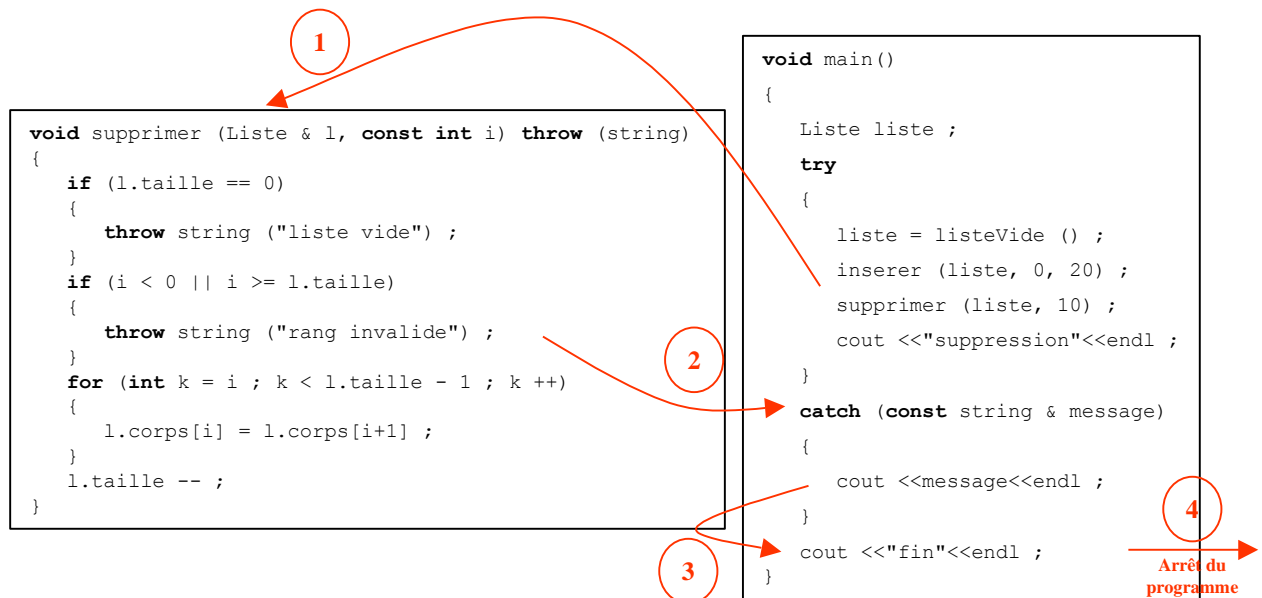 1
void supprimer (Liste & l, const int i) throw (string)
{
if (l.taille == 0)
{
throw string ("liste vide") ;
}
if (i < 0 || i >= l.taille)
{
throw string ("rang invalide") ;
}
for (int k = i ; k < l.taille - 1 ; k ++)
{
l.corps[i] = l.corps[i+1] ;
}
l.taille -- ;
}
2
3
void main()
{
Liste liste ;
try
{
liste = listeVide () ;
inserer (liste, 0, 20) ;
supprimer (liste, 10) ;
cout <<"suppression"<<endl ;
}
catch (const string & message)
{
cout <<message<<endl ;
}
cout <<"fin"<<endl ;
}
4
Arrêt du
programme